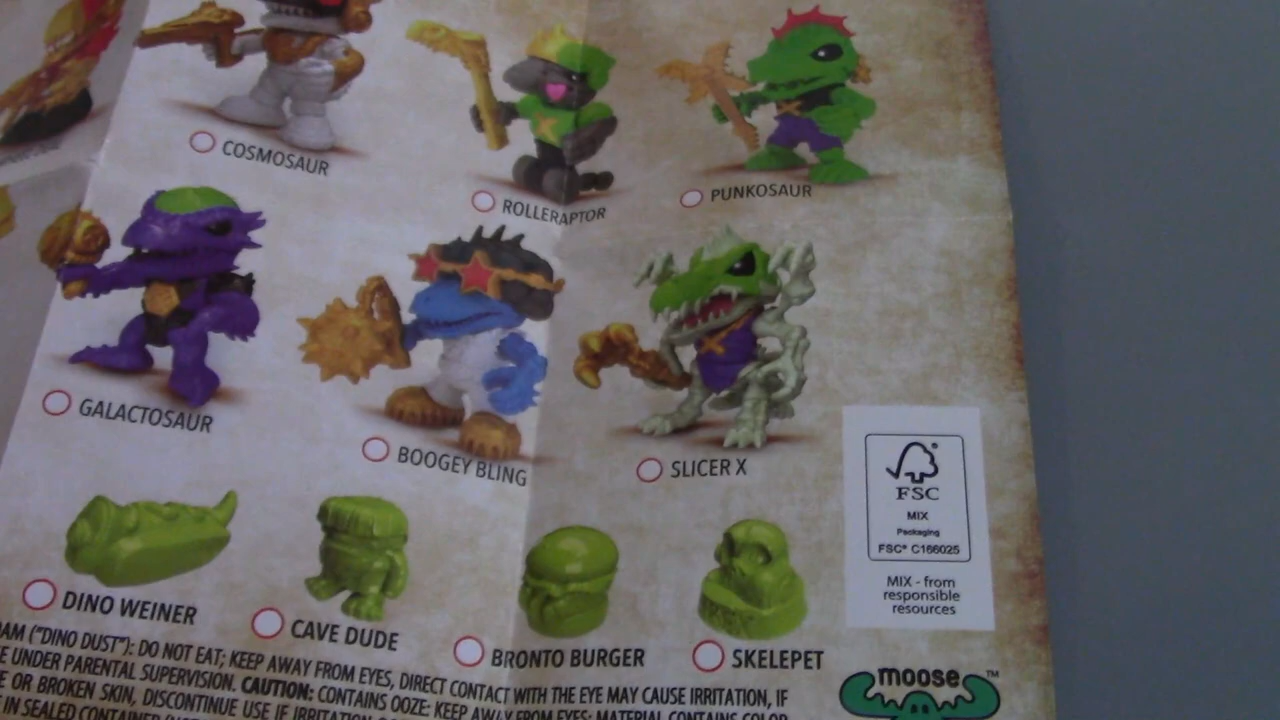 COSMOSAUR
ROLLERAPTOR
PUNKOSAUR
GALACTOSAUR
BOOGEY BLING
SLICER X
FSC
MIX
Packaging
FSC® C166025
MIX - from
responsible
resources
DINO WEINER
CAVE DUDE
BRONTO BURGER
SKELEPET
("DINO DUST"): DO NOT EAT; KEEP AWAY FROM EYES, DIRECT CONTACT WITH THE EYE MAY CAUSE IRRITATION, IF
UNDER PARENTAL SUPERVISION. CAUTION: CONTAINS OOZE: KEEP AWAY FROM EYES: MATERIAL CONTAINS COLOR
OR BROKEN SKIN, DISCONTINUE USE IF IRRITATION
IN SEALED CONTAINER
moose™